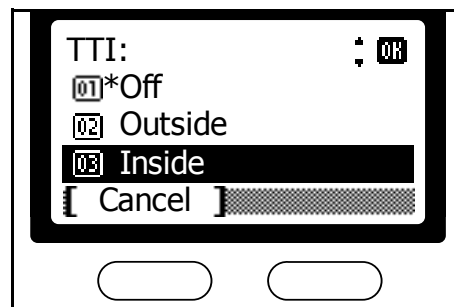 TTI: OK
01 *Off
02 Outside
03 Inside
[ Cancel ]